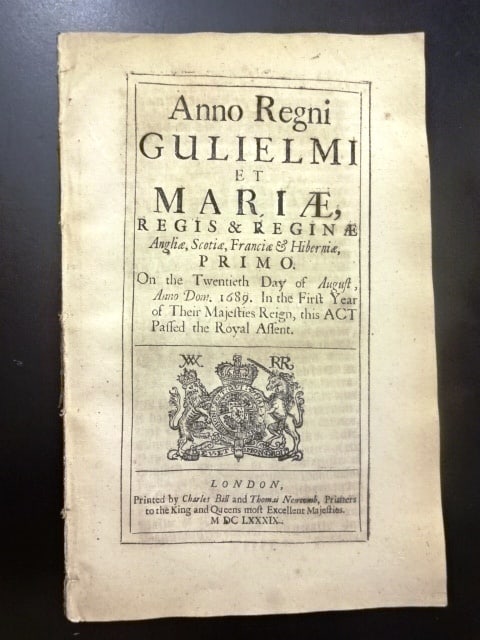 Anno Regni
GULIELMI
ET
MARIÆ,
REGIS & REGINÆ
Angliæ, Scotiæ, Franciæ & Hiberniæ,
PRIMO.
On the Twentieth Day of Auguſt,
Anno Dom. 1689. In the Firſt Year
of Their Majeſties Reign, this ACT
Paſſed the Royal Aſſent.
RR
LONDON,
Printed by Charles Bill and Thomas Newcomb, Printers
to the King and Queens moſt Excellent Majeſties.
M DC LXXXIX.